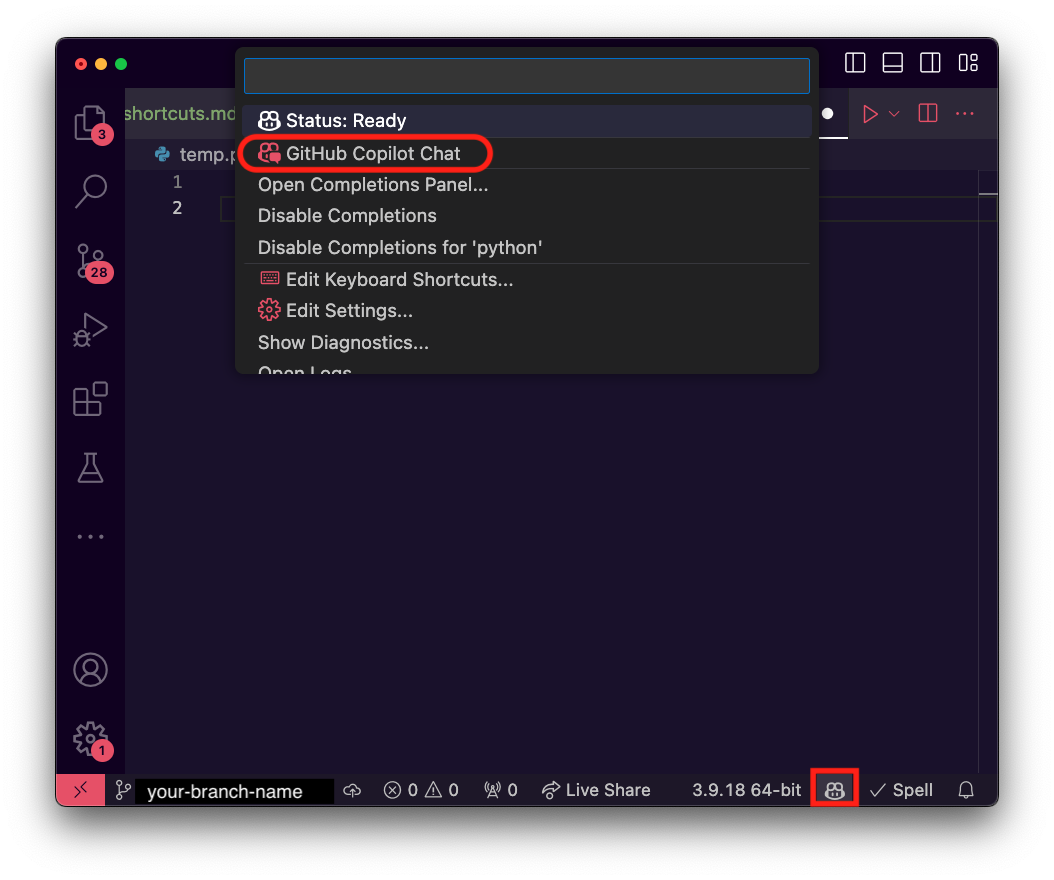 Status: Ready
shortcuts.md
GitHub Copilot Chat
temp.p
Open Completions Panel...
Disable Completions
Disable Completions for 'python'
Edit Keyboard Shortcuts...
Edit Settings...
Show Diagnostics...
Open Logs
1
2
3
28
1
your-branch-name
0
0
0
Live Share
3.9.18 64-bit
Spell